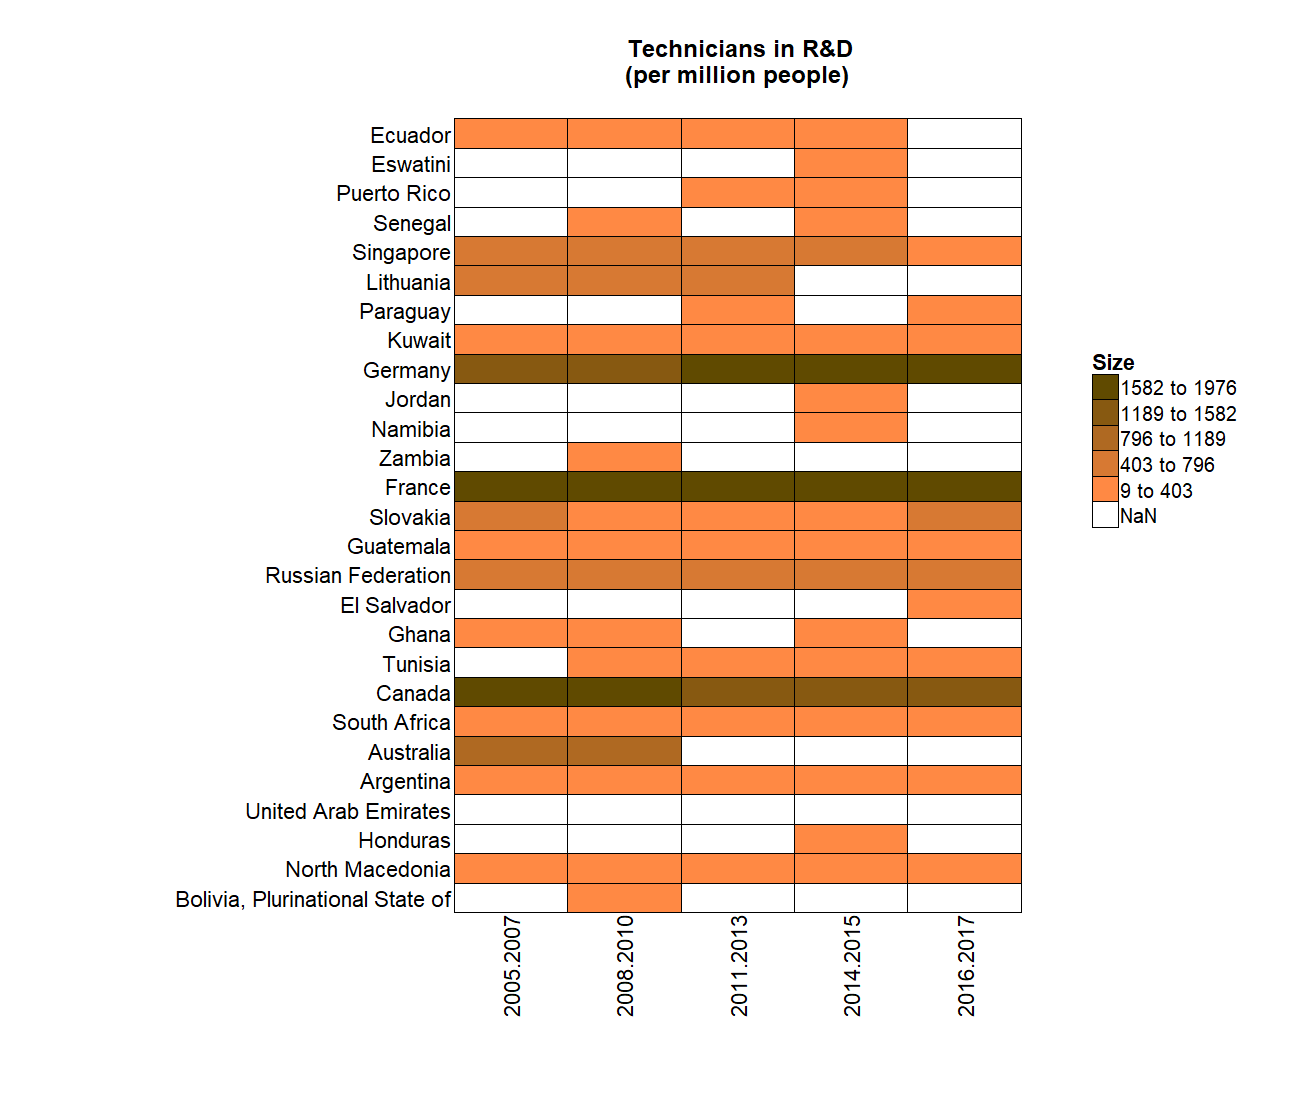 Technicians in R&D
(per million people)
Ecuador
Eswatini
Puerto Rico
Senegal
Singapore
Lithuania
Paraguay
Kuwait
Germany
Jordan
Namibia
Zambia
France
Slovakia
Guatemala
Russian Federation
El Salvador
Ghana
Tunisia
Canada
South Africa
Australia
Argentina
United Arab Emirates
Honduras
North Macedonia
Bolivia, Plurinational State of
2005.2007
2008.2010
2011.2013
2014.2015
2016.2017
Size
1582 to 1976
1189 to 1582
796 to 1189
403 to 796
9 to 403
NaN